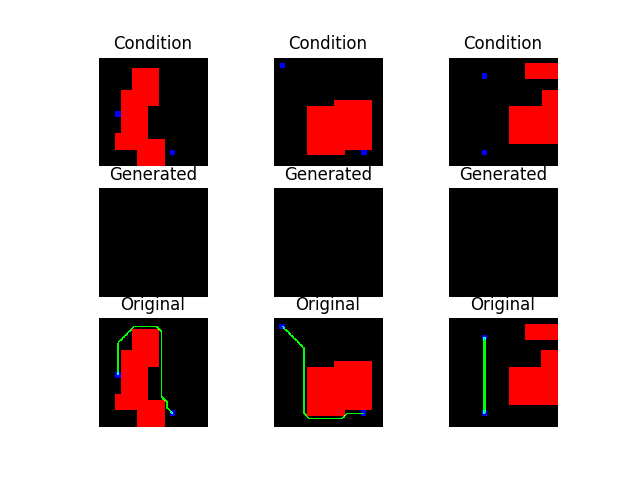 Condition Condition Condition
Generated Generated Generated
Original Original Original